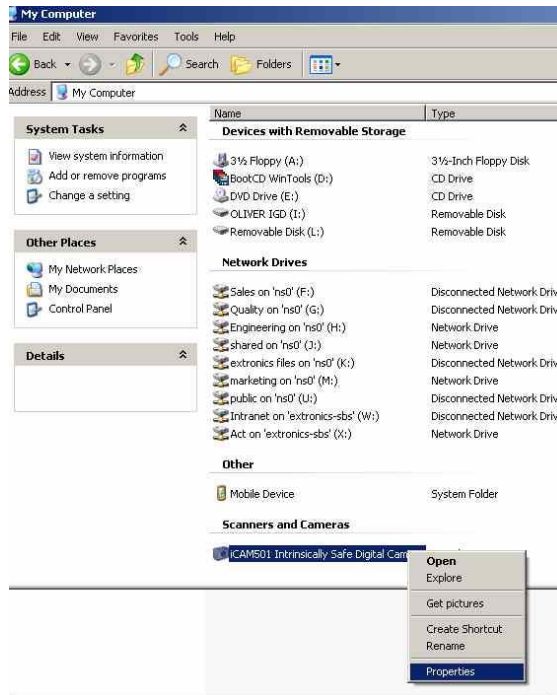 My Computer
File Edit View Favorites Tools Help
Back Search Folders
Address My Computer
Name Type
System Tasks
View system information
Add or remove programs
Change a setting
Other Places
My Network Places
My Documents
Control Panel
Details
Devices with Removable Storage
3½ Floppy (A:) 3½-Inch Floppy Disk
BootCD WinTools (D:) CD Drive
DVD Drive (E:) CD Drive
OLIVER IGD (I:) Removable Disk
Removable Disk (L:) Removable Disk
Network Drives
Sales on 'ns0' (F:) Disconnected Network Driv
Quality on 'ns0' (G:) Disconnected Network Driv
Engineering on 'ns0' (H:) Network Drive
shared on 'ns0' (J:) Network Drive
extronics files on 'ns0' (K:) Disconnected Network Driv
marketing on 'ns0' (M:) Network Drive
public on 'ns0' (U:) Disconnected Network Driv
Intranet on 'extronics-sbs' (W:) Disconnected Network Driv
Act on 'extronics-sbs' (X:) Network Drive
Other
Mobile Device System Folder
Scanners and Cameras
iCAM501 Intrinsically Safe Digital Cam
Open
Explore
Get pictures
Create Shortcut
Rename
Properties